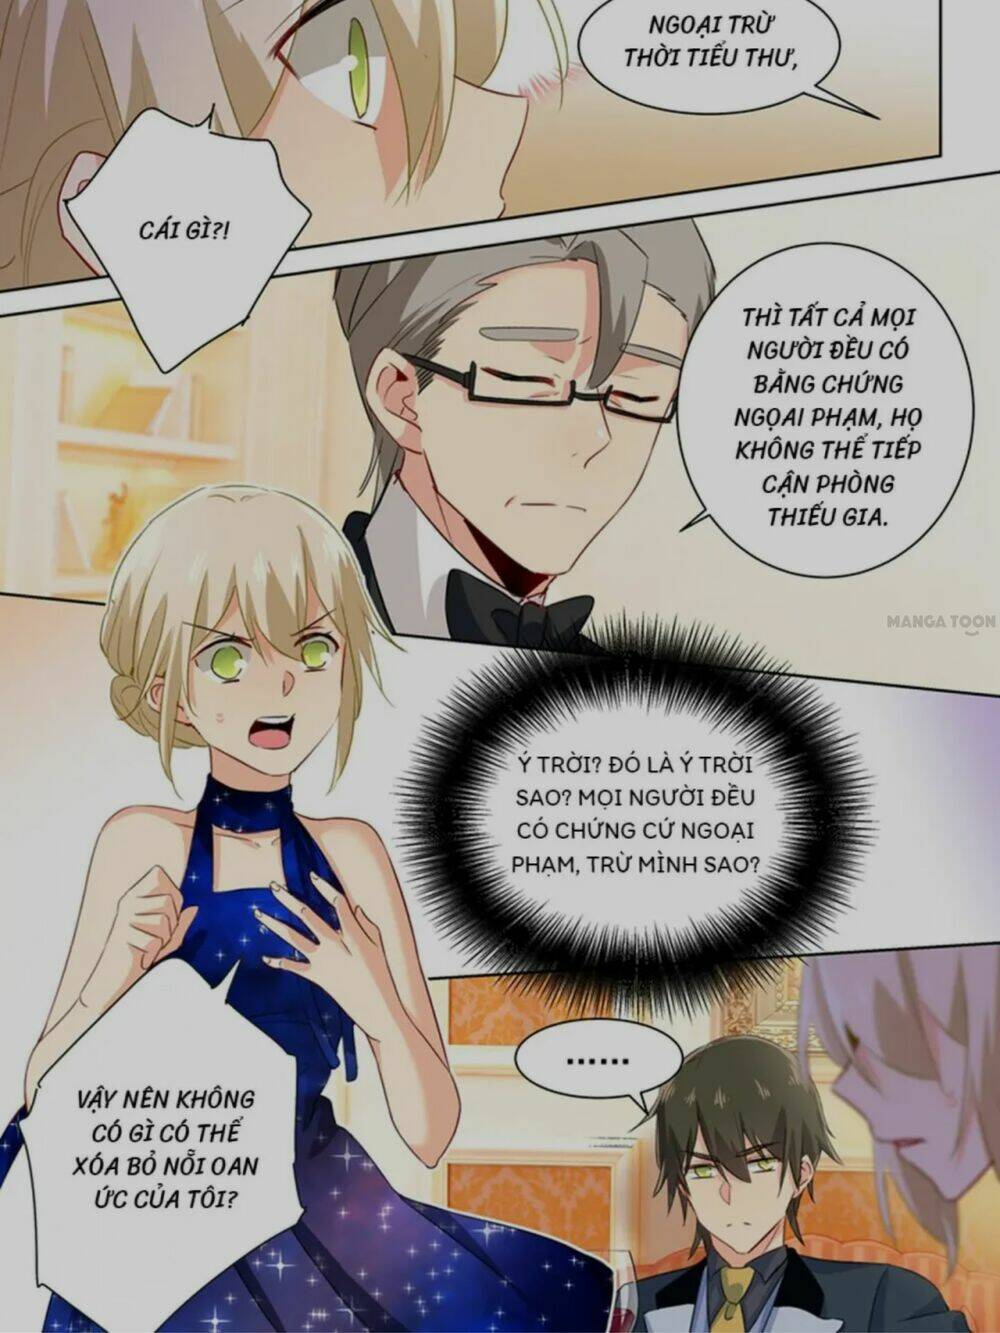 NGOẠI TRỪ
THỜI TIỂU THƯ,
CÁI GÌ?!
THÌ TẤT CẢ MỌI
NGƯỜI ĐỀU CÓ
BẰNG CHỨNG
NGỌAI PHẠM, HỌ
KHÔNG THỂ TIẾP
CẬN PHÒNG
THIẾU GIA.
MANGA TOON
Ý TRỜI? ĐÓ LÀ Ý TRỜI
SAO? MỌI NGƯỜI ĐỀU
CÓ CHỨNG CỨ NGOẠI
PHẠM, TRỪ MÌNH SAO?
......
VẬY NÊN KHÔNG
CÓ GÌ CÓ THỂ
XÓA BỎ NỖI OAN
ỨC CỦA TÔI?